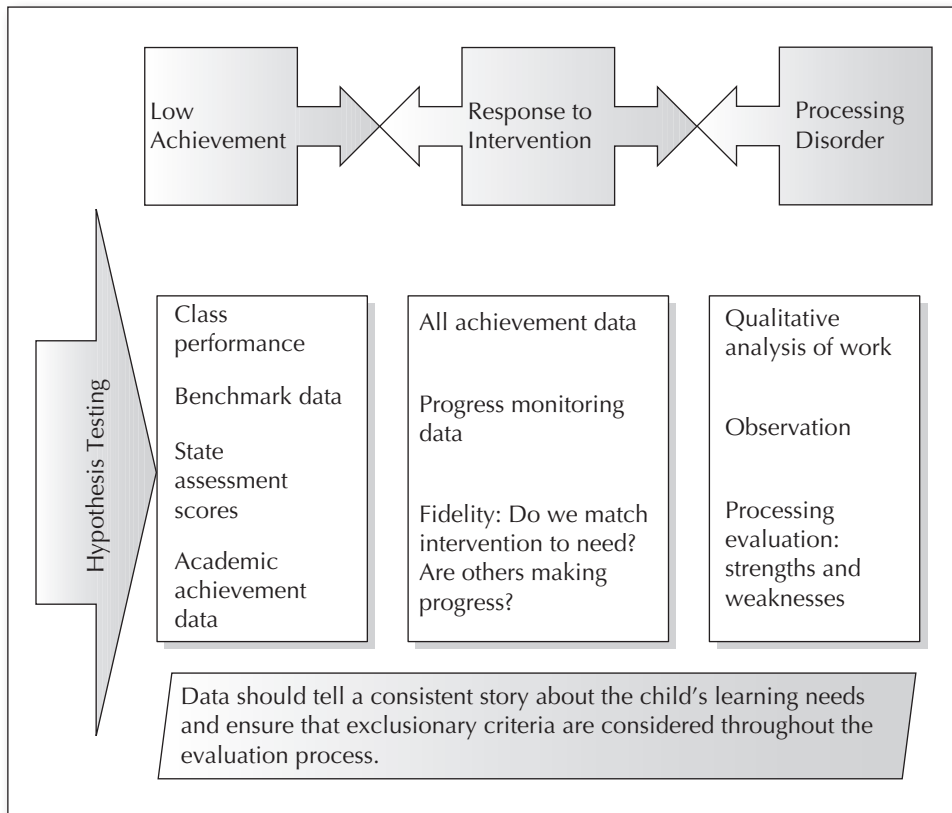 Low
Achievement
Response to
Intervention
Processing
Disorder
Hypothesis Testing
Class
performance
Benchmark data
State
assessment
scores
Academic
achievement
data
All achievement data
Progress monitoring
data
Fidelity: Do we match
intervention to need?
Are others making
progress?
Qualitative
analysis of work
Observation
Processing
evaluation:
strengths and
weaknesses
Data should tell a consistent story about the child’s learning needs
and ensure that exclusionary criteria are considered throughout the
evaluation process.